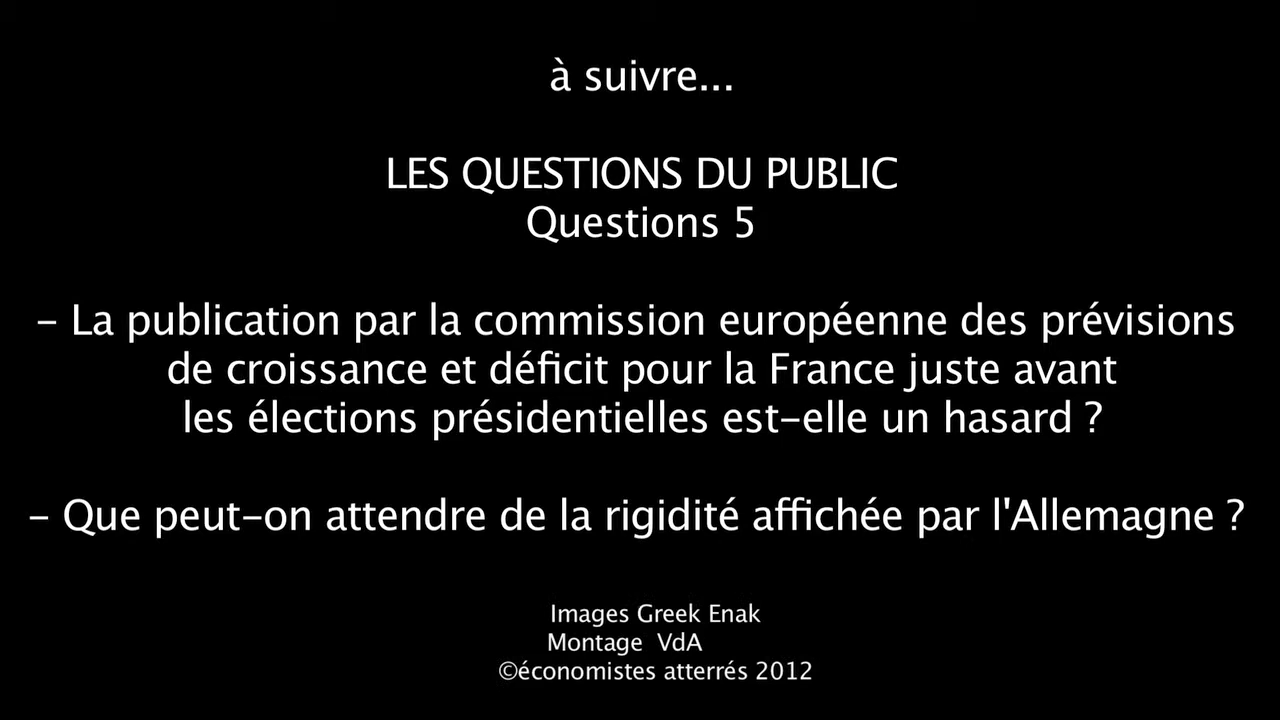 à suivre...
LES QUESTIONS DU PUBLIC
Questions 5
- La publication par la commission européenne des prévisions
de croissance et déficit pour la France juste avant
les élections présidentielles est-elle un hasard ?
- Que peut-on attendre de la rigidité affichée par l'Allemagne ?
Images Greek Enak
Montage VdA
©économistes atterrés 2012